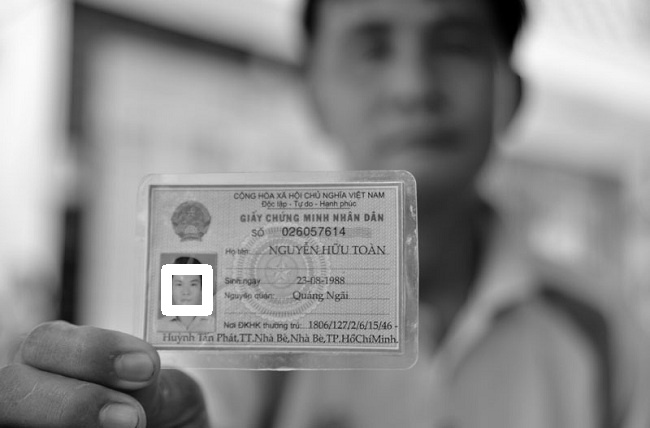 CỘNG HÒA XÃ HỘI CHỦ NGHĨA VIỆT NAM
Độc lập - Tự do - Hạnh phúc
GIẤY CHỨNG MINH NHÂN DÂN
SỐ 026057614
Họ tên: NGUYỄN HỮU TOÀN
Sinh ngày: 23-08-1988
Nguyên quán: Quảng Ngãi
Nơi ĐKHK thường trú: 1806/127/2/6/15/46 -
Huỳnh Tấn Phát,TT.Nhà Bè,Nhà Bè,TP.HồChíMinh.